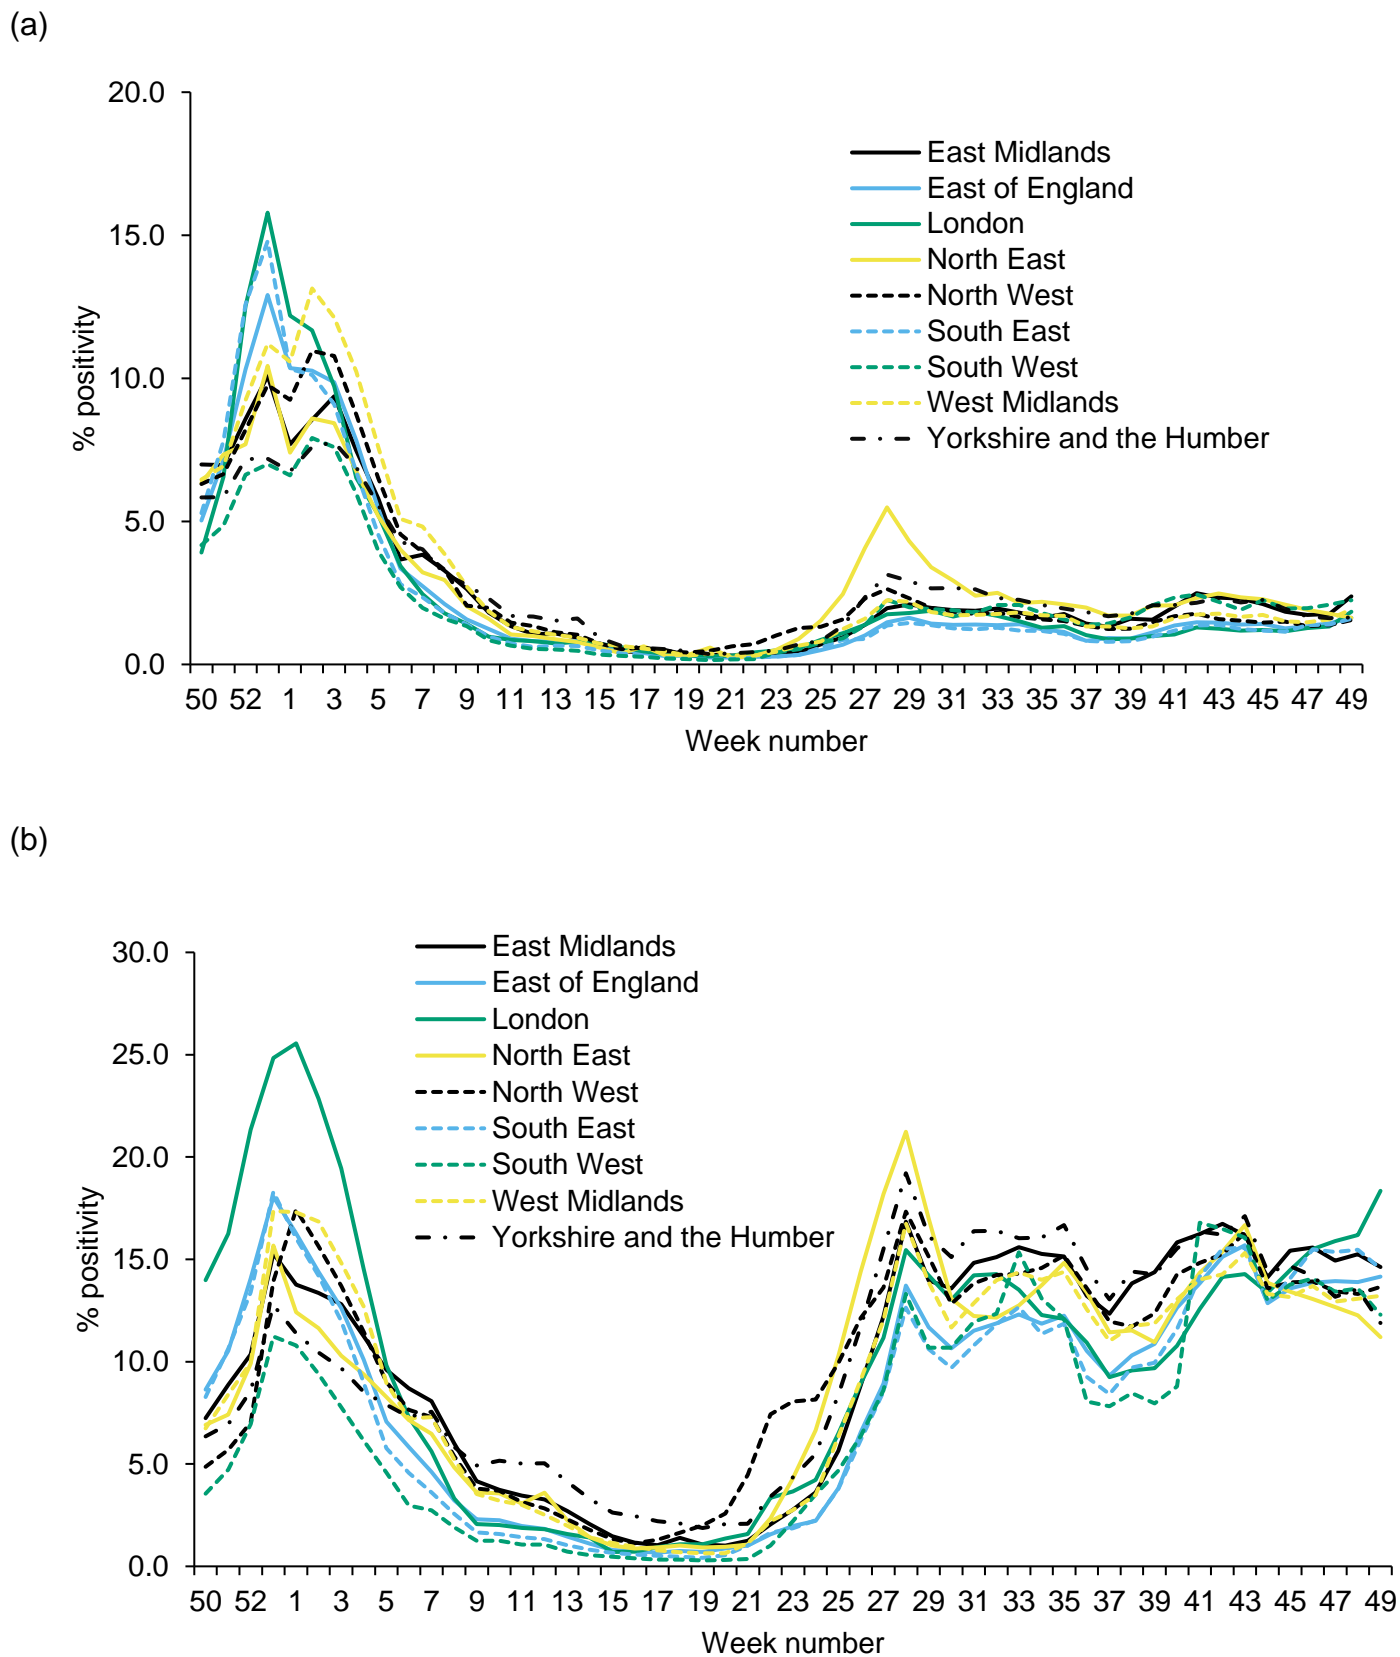 (a)
20.0
15.0
10.0
5.0
0.0
% positivity
East Midlands
East of England
London
North East
North West
South East
South West
West Midlands
Yorkshire and the Humber
50 52 1 3 5 7 9 11 13 15 17 19 21 23 25 27 29 31 33 35 37 39 41 43 45 47 49
Week number
(b)
30.0
25.0
20.0
15.0
10.0
5.0
0.0
% positivity
East Midlands
East of England
London
North East
North West
South East
South West
West Midlands
Yorkshire and the Humber
50 52 1 3 5 7 9 11 13 15 17 19 21 23 25 27 29 31 33 35 37 39 41 43 45 47 49
Week number